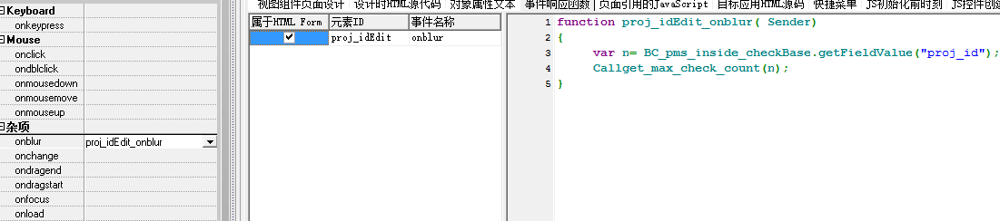 Keyboard
onkeypress
Mouse
onclick
ondblclick
onmousedown
onmousemove
onmouseup
杂项
onblur proj_idEdit_onblur
onchange
ondragend
ondragstart
onfocus
onload
视图组件页面设计 设计时HTML源代码 对象属性文本 事件响应函数 页面引用的JavaScript 目标应用HTML源码 快捷菜单 JS初始化前时刻 JS控件创建
属于HTML Form 元素ID 事件名称
proj_idEdit onblur
1 function proj_idEdit_onblur( Sender)
2 {
3 var n= BC_pms_inside_checkBase.getFieldValue("proj_id");
4 Callget_max_check_count(n);
5 }